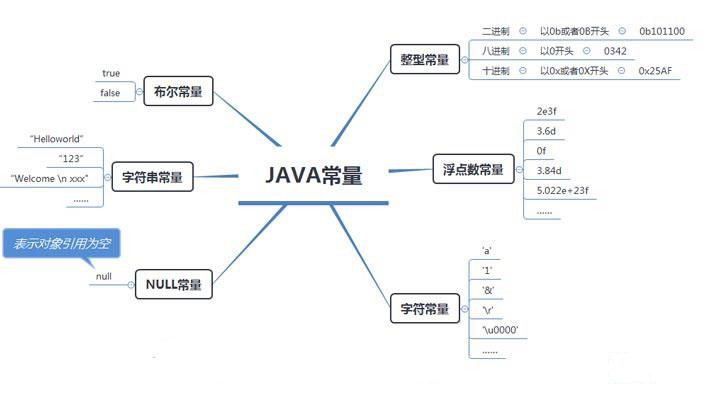 JAVA常量
整型常量
二进制 以0b或者0B开头 0b101100
八进制 以0开头 0342
十进制 以0x或者0X开头 0x25AF
浮点数常量
2e3f
3.6d
0f
3.84d
5.022e+23f
......
字符常量
'a'
'1'
'&'
'\r'
'\u0000'
......
布尔常量
true
false
字符串常量
"Helloworld"
"123"
"Welcome \n xxx"
......
NULL常量
null
表示对象引用为空